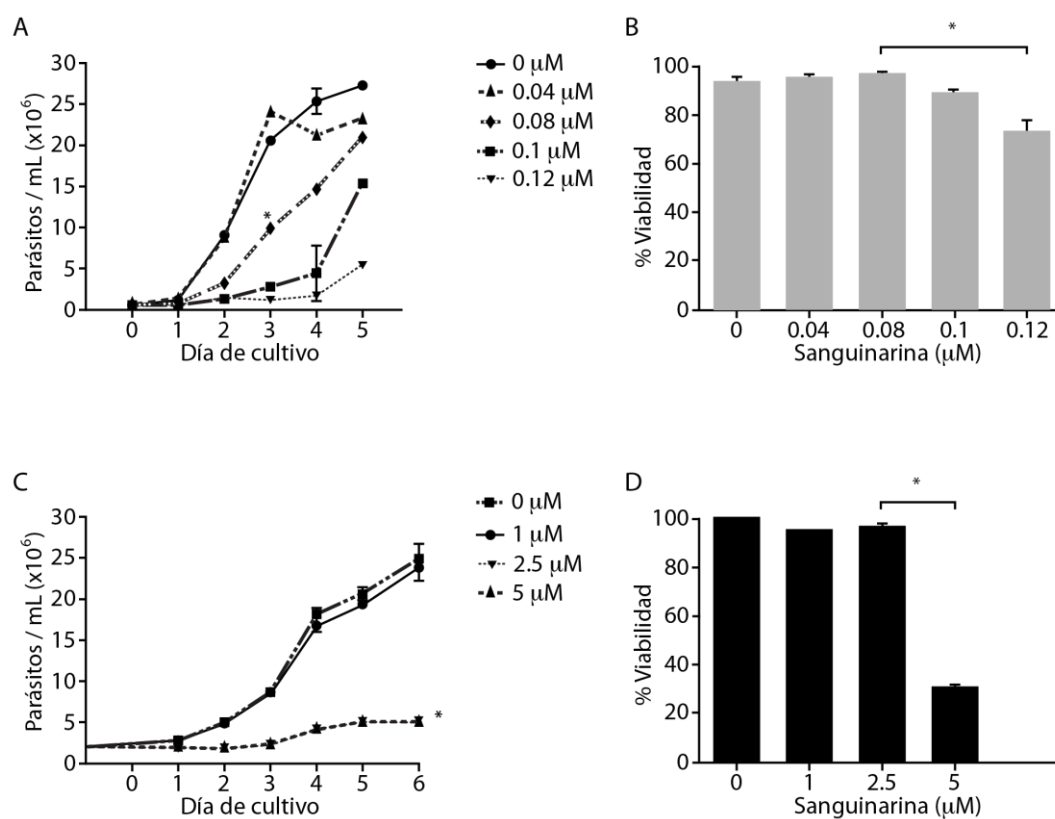 A
Parásitos / mL (x10⁶)
30
25
20
15
10
5
0
*
0 1 2 3 4 5
Día de cultivo
0 µM
0.04 µM
0.08 µM
0.1 µM
0.12 µM
B
*
% Viabilidad
100
80
60
40
20
0
0 0.04 0.08 0.1 0.12
Sanguinarina (µM)
C
Parásitos / mL (x10⁶)
30
25
20
15
10
5
0
*
0 1 2 3 4 5 6
Día de cultivo
0 µM
1 µM
2.5 µM
5 µM
D
*
% Viabilidad
100
80
60
40
20
0
0 1 2.5 5
Sanguinarina (µM)